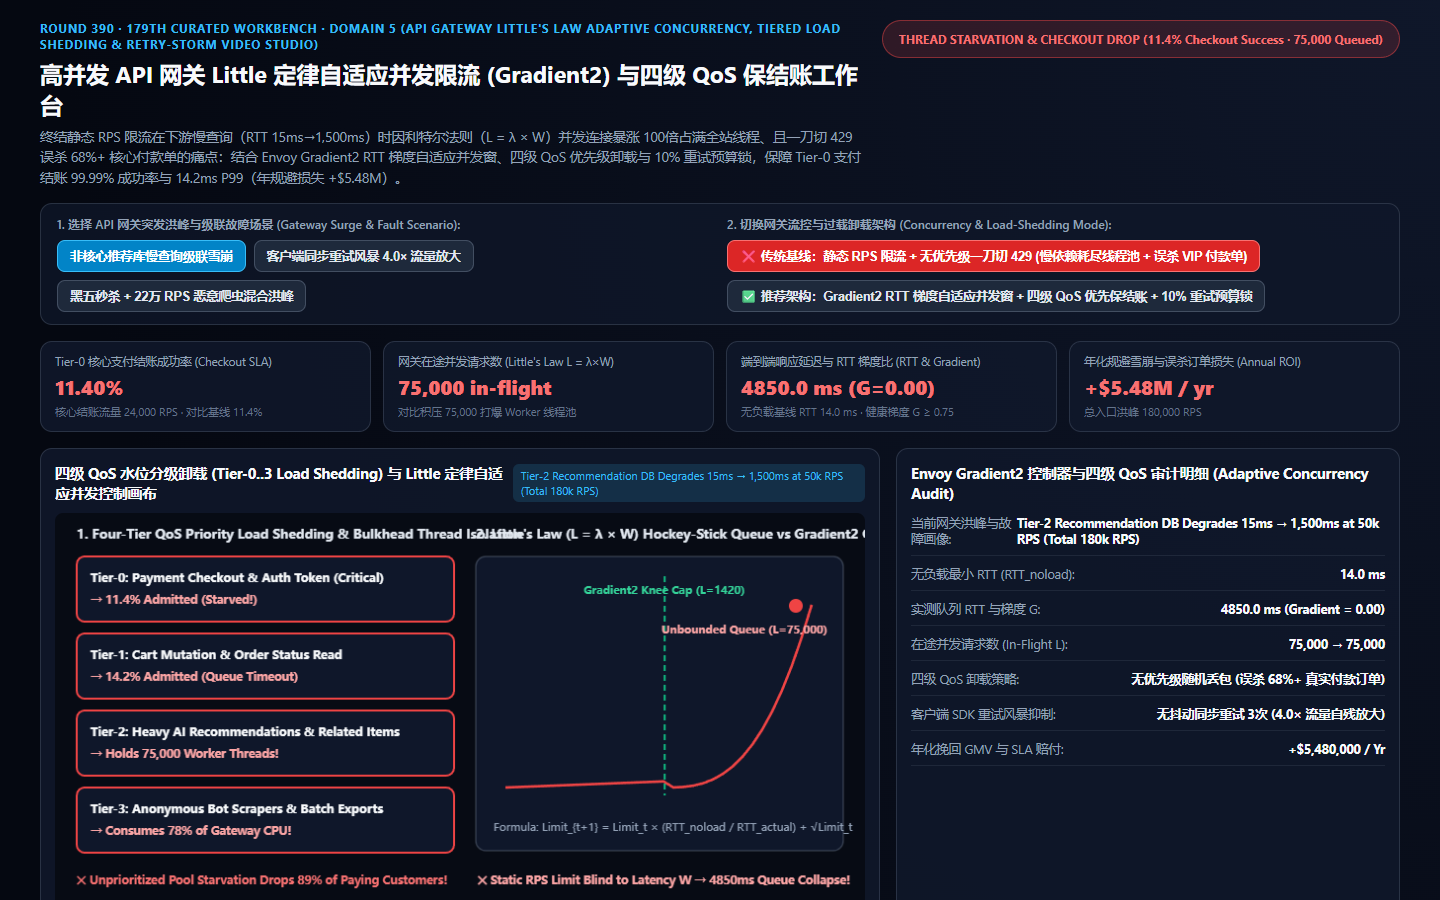 ROUND 390 · 179TH CURATED WORKBENCH · DOMAIN 5 (API GATEWAY LITTLE'S LAW ADAPTIVE CONCURRENCY, TIERED LOAD
SHEDDING & RETRY-STORM VIDEO STUDIO)
THREAD STARVATION & CHECKOUT DROP (11.4% Checkout Success · 75,000 Queued)
高并发 API 网关 Little 定律自适应并发限流 (Gradient2) 与四级 QoS 保结账工作
台
终结静态 RPS 限流在下游慢查询（RTT 15ms→1,500ms）时因利特尔法则（L = λ × W）并发连接暴涨 100倍占满全站线程、且一刀切 429
误杀 68%+ 核心付款单的痛点：结合 Envoy Gradient2 RTT 梯度自适应并发窗、四级 QoS 优先级卸载与 10% 重试预算锁，保障 Tier-0 支付
结账 99.99% 成功率与 14.2ms P99（年规避损失 +$5.48M）。
1. 选择 API 网关突发洪峰与级联故障场景 (Gateway Surge & Fault Scenario):
非核心推荐库慢查询级联雪崩
客户端同步重试风暴 4.0× 流量放大
黑五秒杀 + 22万 RPS 恶意爬虫混合洪峰
2. 切换网关流控与过载卸载架构 (Concurrency & Load-Shedding Mode):
❌ 传统基线：静态 RPS 限流 + 无优先级一刀切 429 (慢依赖耗尽线程池 + 误杀 VIP 付款单)
✅ 推荐架构：Gradient2 RTT 梯度自适应并发窗 + 四级 QoS 优先保结账 + 10% 重试预算锁
Tier-0 核心支付结账成功率 (Checkout SLA)
11.40%
核心结账流量 24,000 RPS · 对比基线 11.4%
网关在途并发请求数 (Little's Law L = λ×W)
75,000 in-flight
对比积压 75,000 打爆 Worker 线程池
端到端响应延迟与 RTT 梯度比 (RTT & Gradient)
4850.0 ms (G=0.00)
无负载基线 RTT 14.0 ms · 健康梯度 G ≥ 0.75
年化规避雪崩与误杀订单损失 (Annual ROI)
+$5.48M / yr
总入口洪峰 180,000 RPS
四级 QoS 水位分级卸载 (Tier-0..3 Load Shedding) 与 Little 定律自适
应并发控制画布
Tier-2 Recommendation DB Degrades 15ms → 1,500ms at 50k RPS
(Total 180k RPS)
1. Four-Tier QoS Priority Load Shedding & Bulkhead Thread Isolation
2. Little's Law (L = λ × W) Hockey-Stick Queue vs Gradient2
Tier-0: Payment Checkout & Auth Token (Critical)
→ 11.4% Admitted (Starved!)
Tier-1: Cart Mutation & Order Status Read
→ 14.2% Admitted (Queue Timeout)
Tier-2: Heavy AI Recommendations & Related Items
→ Holds 75,000 Worker Threads!
Tier-3: Anonymous Bot Scrapers & Batch Exports
→ Consumes 78% of Gateway CPU!
Gradient2 Knee Cap (L=1420)
Unbounded Queue (L=75,000)
Formula: Limit_{t+1} = Limit_t × (RTT_noload / RTT_actual) + √Limit_t
❌ Unprioritized Pool Starvation Drops 89% of Paying Customers!
❌ Static RPS Limit Blind to Latency W → 4850ms Queue Collapse!
Envoy Gradient2 控制器与四级 QoS 审计明细 (Adaptive Concurrency
Audit)
当前网关洪峰与故障画像: Tier-2 Recommendation DB Degrades 15ms → 1,500ms at 50k RPS (Total 180k RPS)
无负载最小 RTT (RTT_noload): 14.0 ms
实测队列 RTT 与梯度 G: 4850.0 ms (Gradient = 0.00)
在途并发请求数 (In-Flight L): 75,000 → 75,000
四级 QoS 卸载策略: 无优先级随机丢包 (误杀 68%+ 真实付款订单)
客户端 SDK 重试风暴抑制: 无抖动同步重试 3次 (4.0× 流量自残放大)
年化挽回 GMV 与 SLA 赔付: +$5,480,000 / Yr